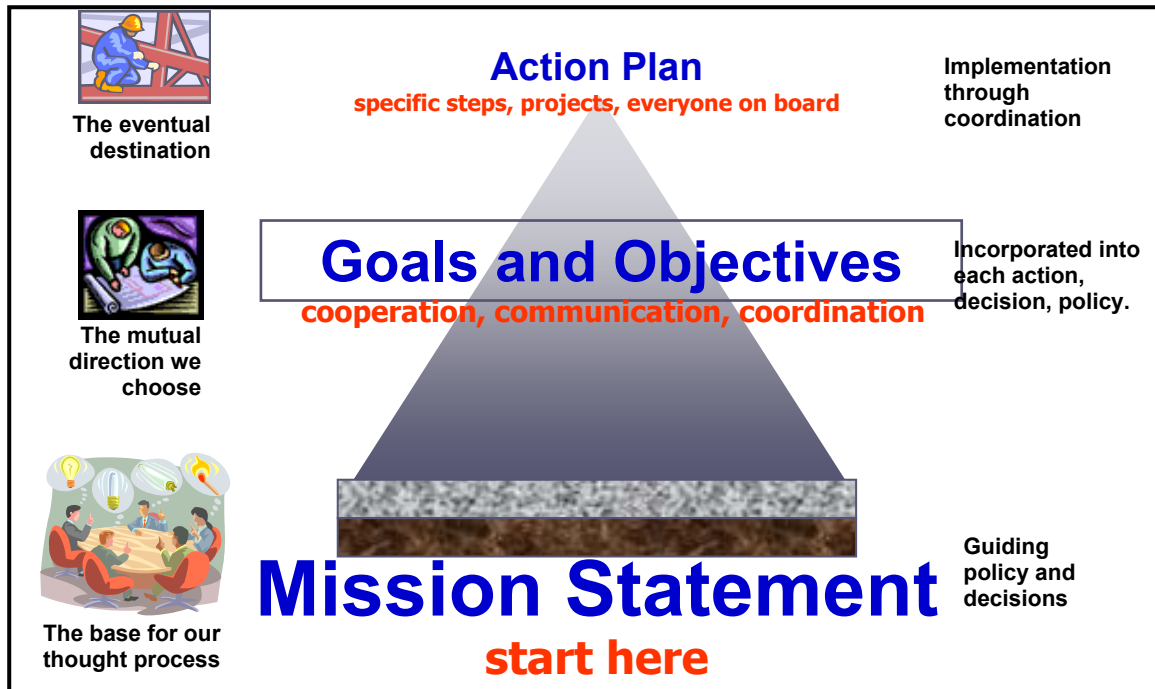 Action Plan
specific steps, projects, everyone on board
The eventual
destination
Implementation
through
coordination
Goals and Objectives
cooperation, communication, coordination
The mutual
direction we
choose
Incorporated into
each action,
decision, policy.
Mission Statement
start here
The base for our
thought process
Guiding
policy and
decisions